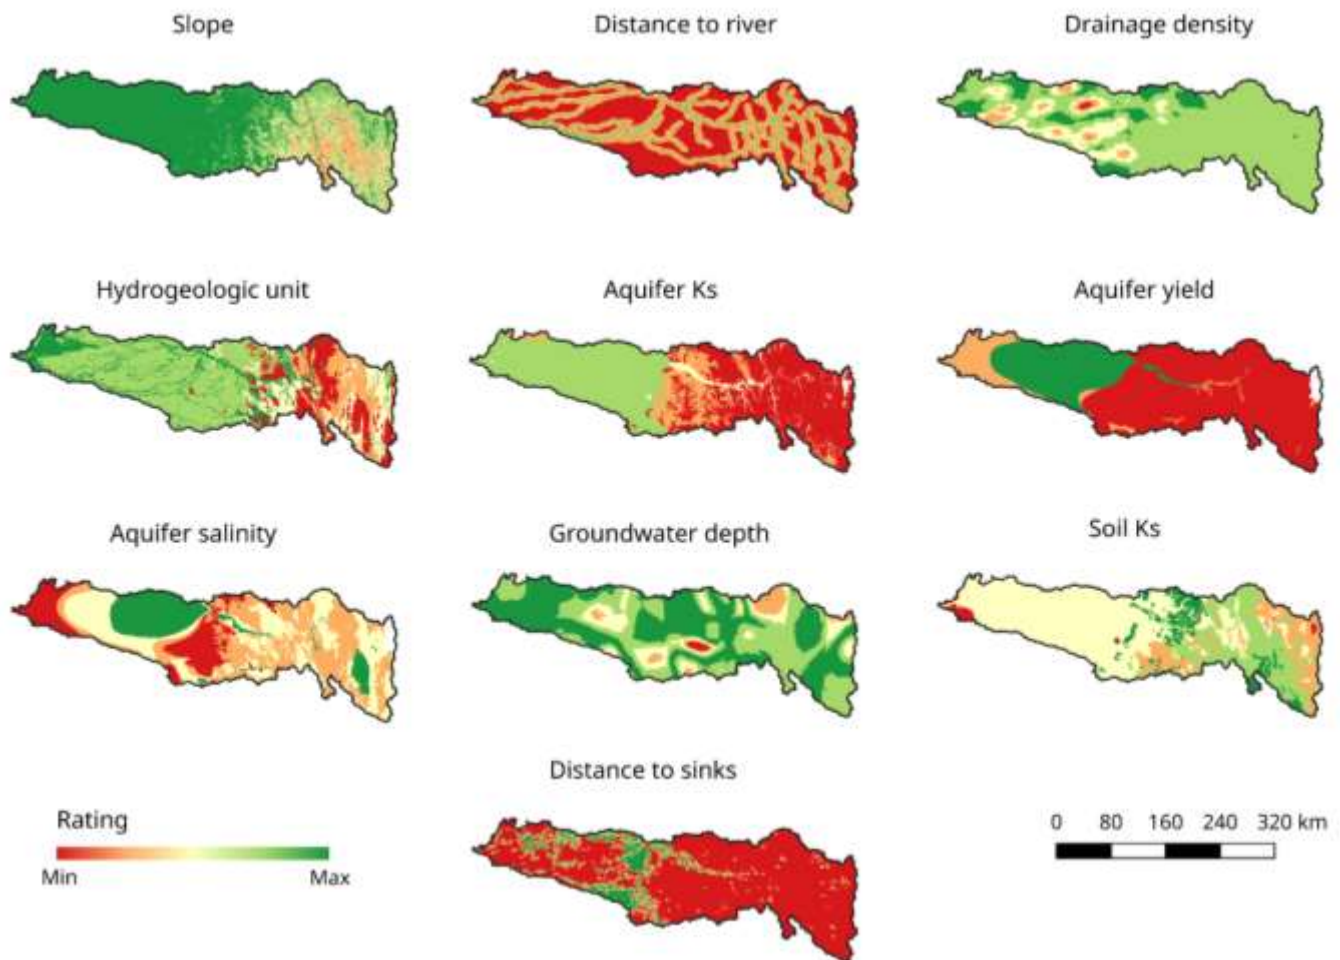 Slope
Distance to river
Drainage density
Hydrogeologic unit
Aquifer Ks
Aquifer yield
Aquifer salinity
Groundwater depth
Soil Ks
Distance to sinks
Rating
Min Max
0 80 160 240 320 km